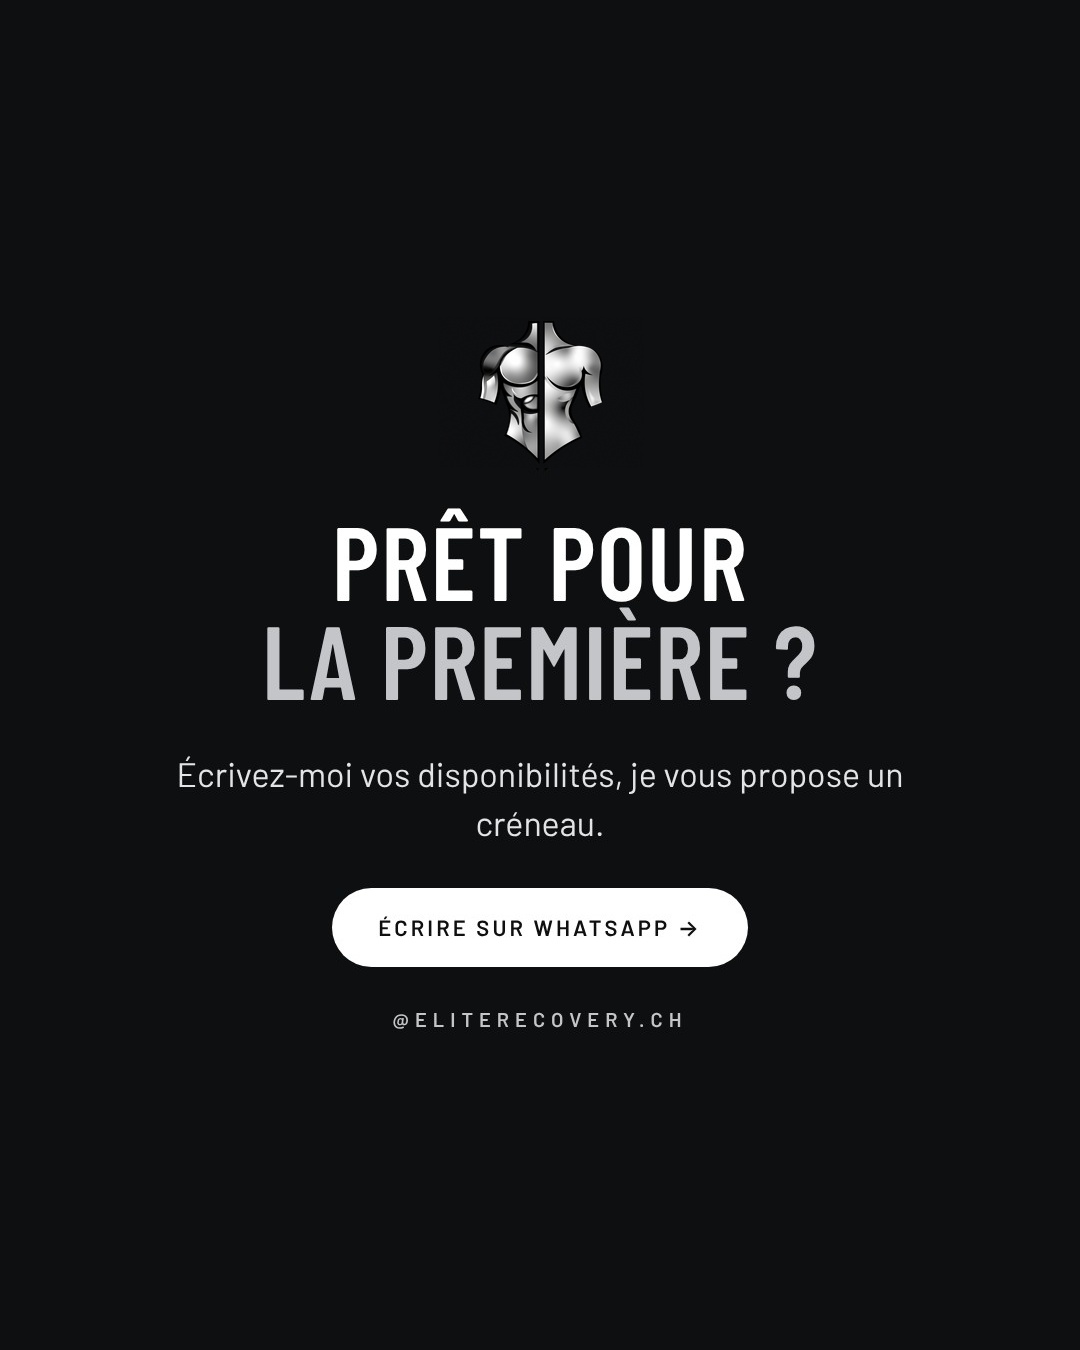 PRÊT POUR
LA PREMIÈRE ?
Écrivez-moi vos disponibilités, je vous propose un
créneau.
ÉCRIRE SUR WHATSAPP →
@ELITERECOVERY.CH